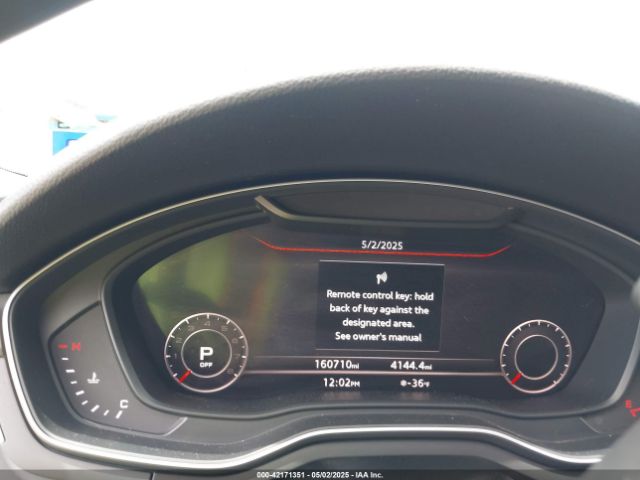 5/2/2025
Remote control key: hold
back of key against the
designated area.
See owner's manual
P
OFF
160710mi 4144.4mi
12:02PM -36°F
H
C
E
000-42171351 - 05/02/2025 - IAA Inc.